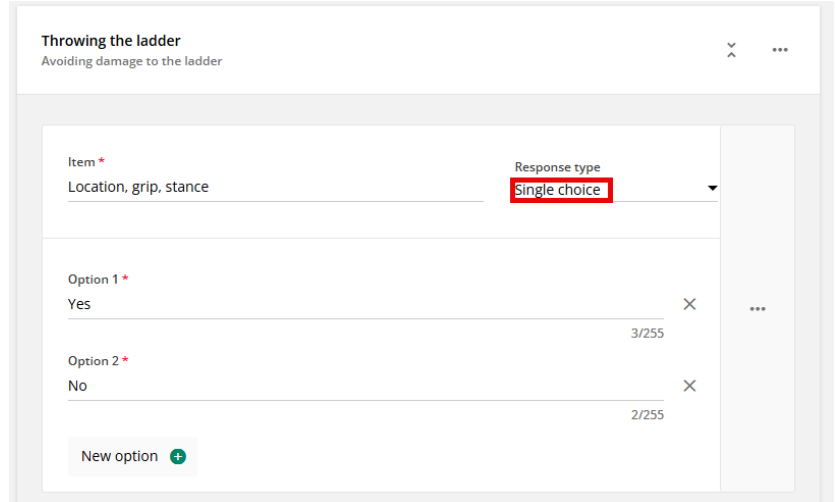 Throwing the ladder
Avoiding damage to the ladder
Item *
Response type
Location, grip, stance
Single choice
Option 1 *
Yes
3/255
Option 2 *
No
2/255
New option